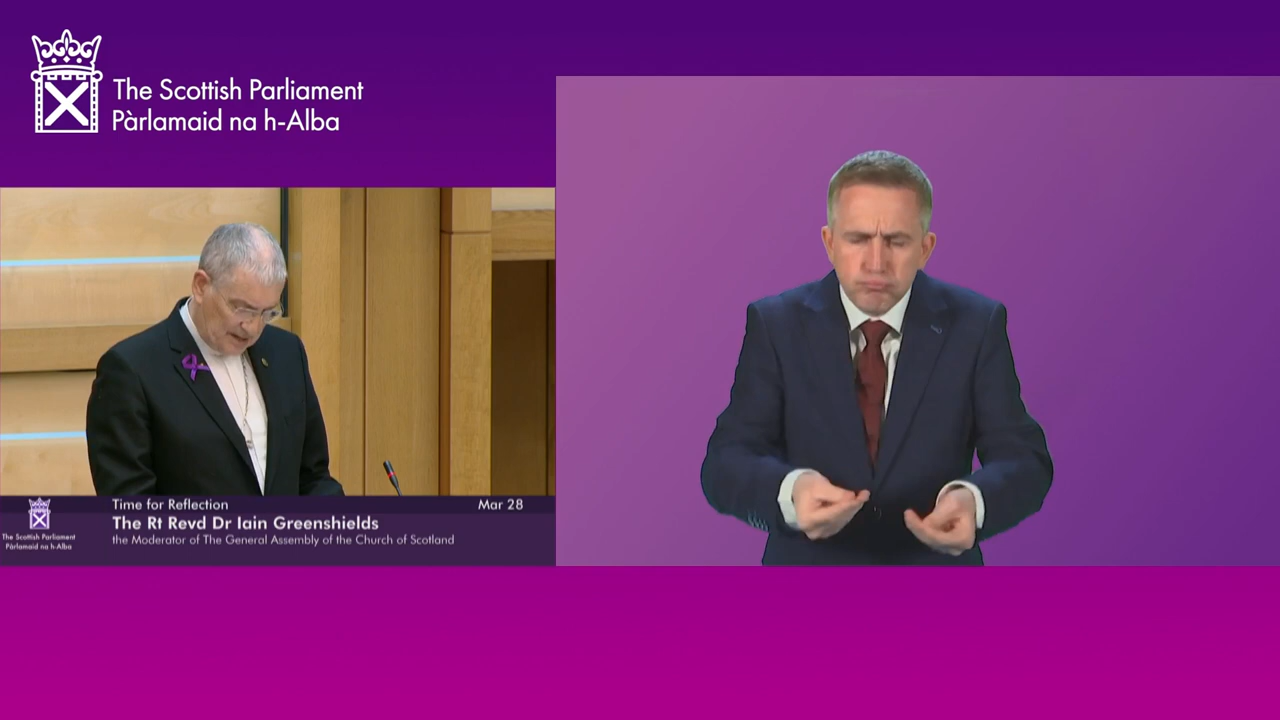 The Scottish Parliament
Pàrlamaid na h-Alba
Time for Reflection
Mar 28
The Rt Revd Dr Iain Greenshields
the Moderator of The General Assembly of the Church of Scotland
The Scottish Parliament
Pàrlamaid na h-Alba